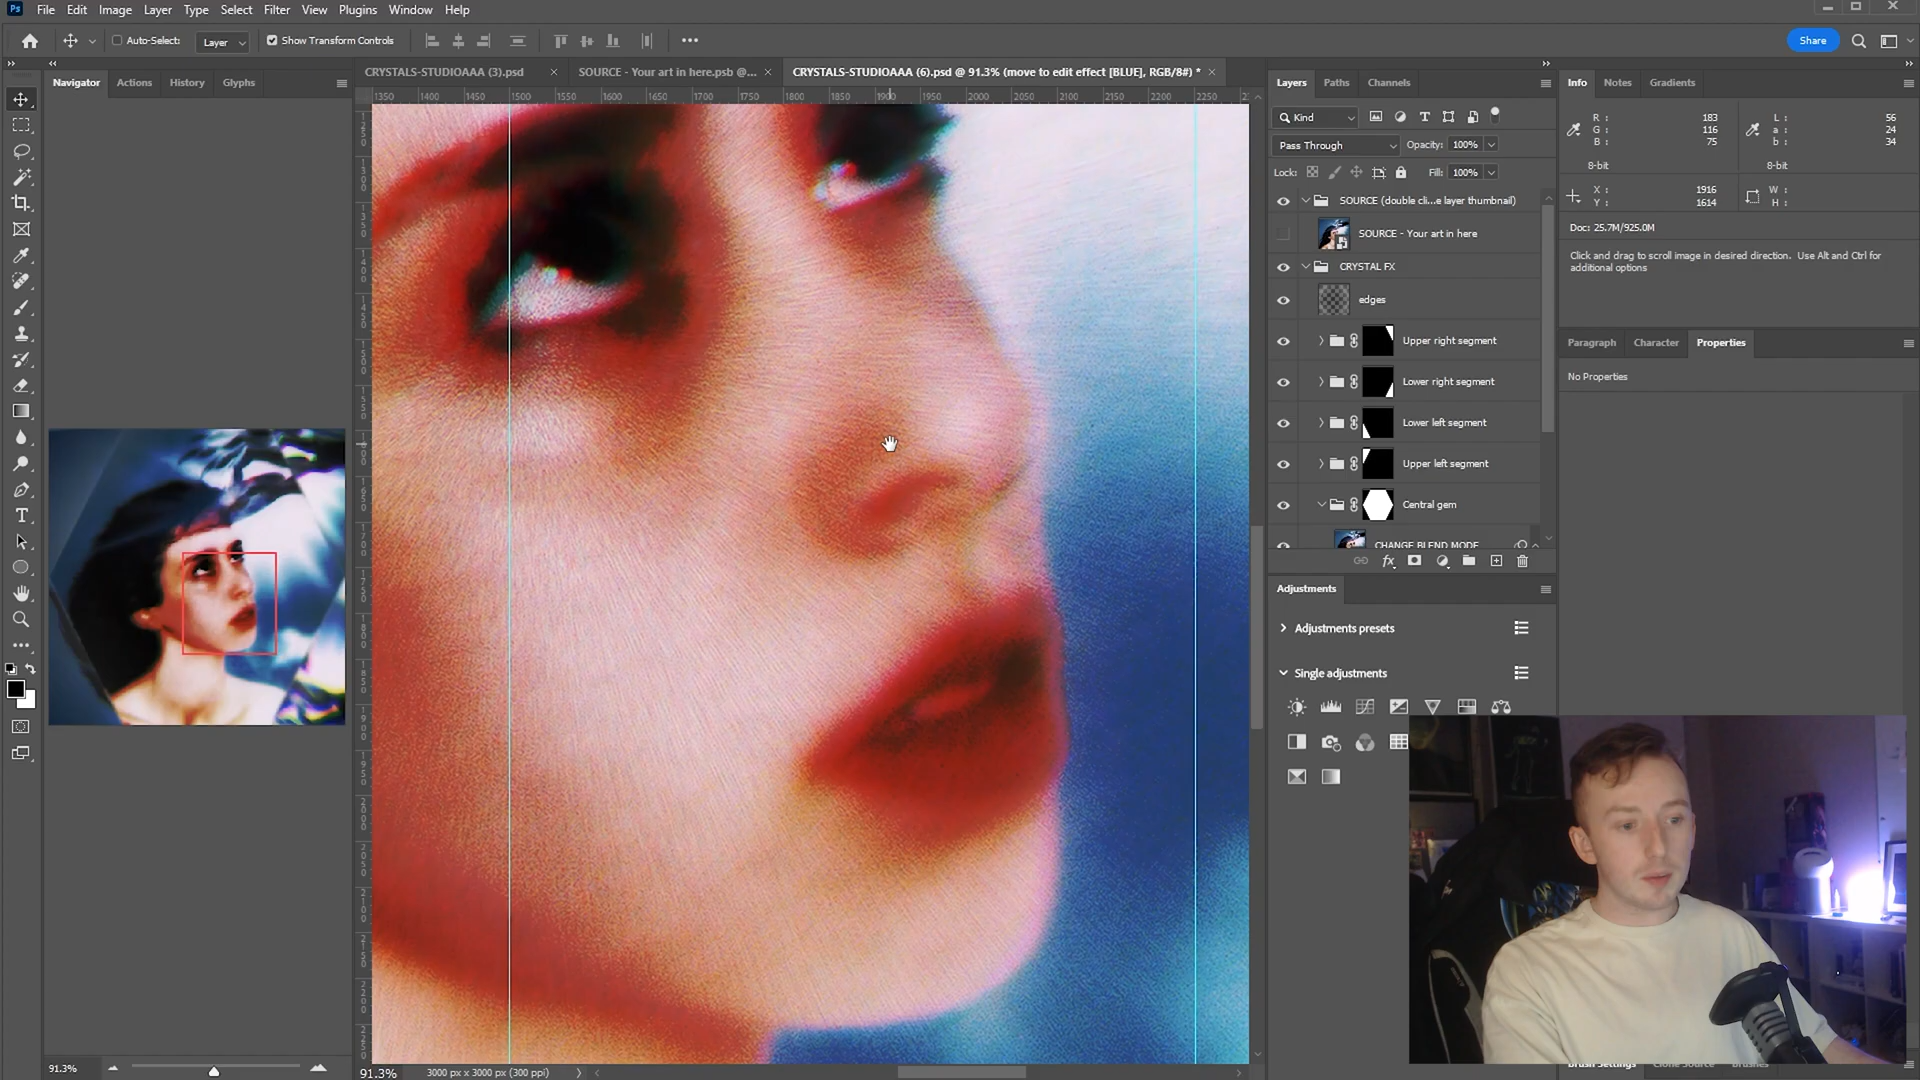 Ps File Edit Image Layer Type Select Filter View Plugins Window Help
Auto-Select: Layer Show Transform Controls Share
Navigator Actions History Glyphs
CRYSTALS-STUDIOAAA (3).psd SOURCE - Your art in here.psb @... CRYSTALS-STUDIOAAA (6).psd @ 91.3% (move to edit effect [BLUE], RGB/8#) *
1350 1400 1450 1500 1550 1600 1650 1700 1750 1800 1850 1900 1950 2000 2050 2100 2150 2200 2250
Layers Paths Channels
Kind
Pass Through Opacity: 100%
Lock: Fill: 100%
SOURCE (double cli...e layer thumbnail)
SOURCE - Your art in here
CRYSTAL FX
edges
Upper right segment
Lower right segment
Lower left segment
Upper left segment
Central gem
CHANGE BLEND MODE
fx
Adjustments
Adjustments presets
Single adjustments
Info Notes Gradients
R : 183 L : 56
G : 116 a : 24
B : 75 b : 34
8-bit 8-bit
X : 1916 W :
Y : 1614 H :
Doc: 25.7M/925.0M
Click and drag to scroll image in desired direction. Use Alt and Ctrl for
additional options
Paragraph Character Properties
No Properties
Brush Settings Clone Source Brushes
91.3%
91.3% 3000 px x 3000 px (300 ppi)